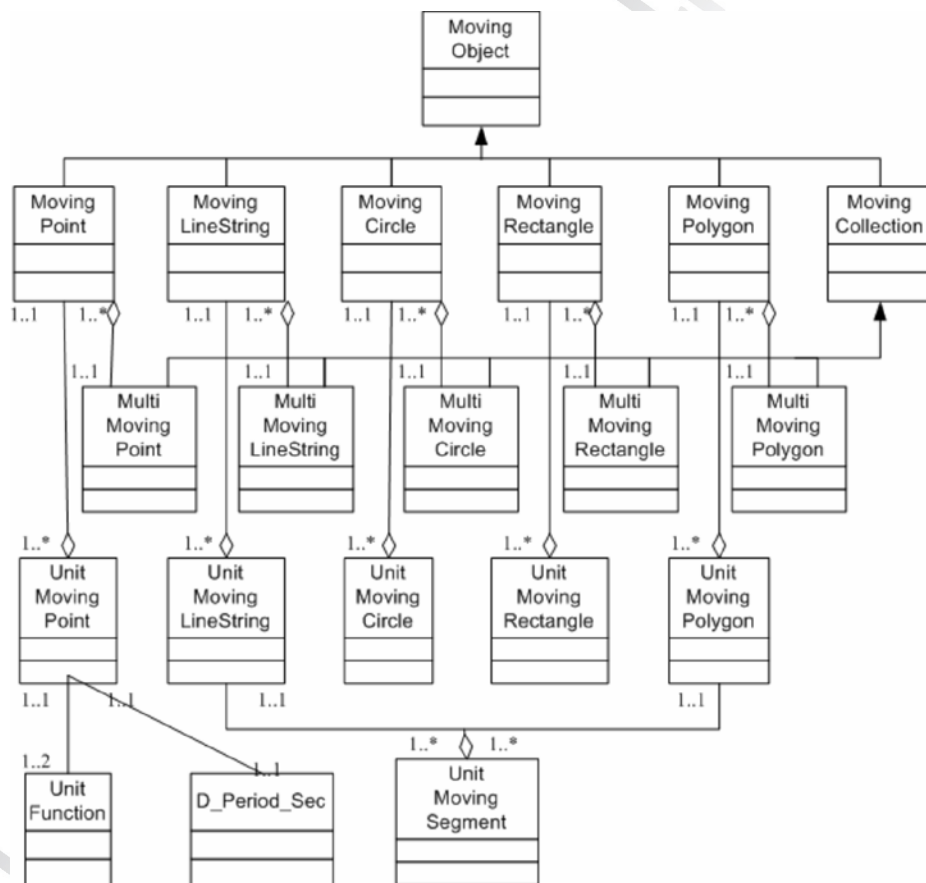 Moving
Object
Moving
Point
Moving
LineString
Moving
Circle
Moving
Rectangle
Moving
Polygon
Moving
Collection
1..1 1..* 1..1 1..* 1..1 1..* 1..1 1..* 1..1 1..*
1..1 1..1 1..1 1..1 1..1
Multi
Moving
Point
Multi
Moving
LineString
Multi
Moving
Circle
Multi
Moving
Rectangle
Multi
Moving
Polygon
1..* 1..* 1..* 1..* 1..*
Unit
Moving
Point
Unit
Moving
LineString
Unit
Moving
Circle
Unit
Moving
Rectangle
Unit
Moving
Polygon
1..1 1..1 1..1 1..1
1..* 1..*
1..2 1..1
Unit
Function
D_Period_Sec
Unit
Moving
Segment